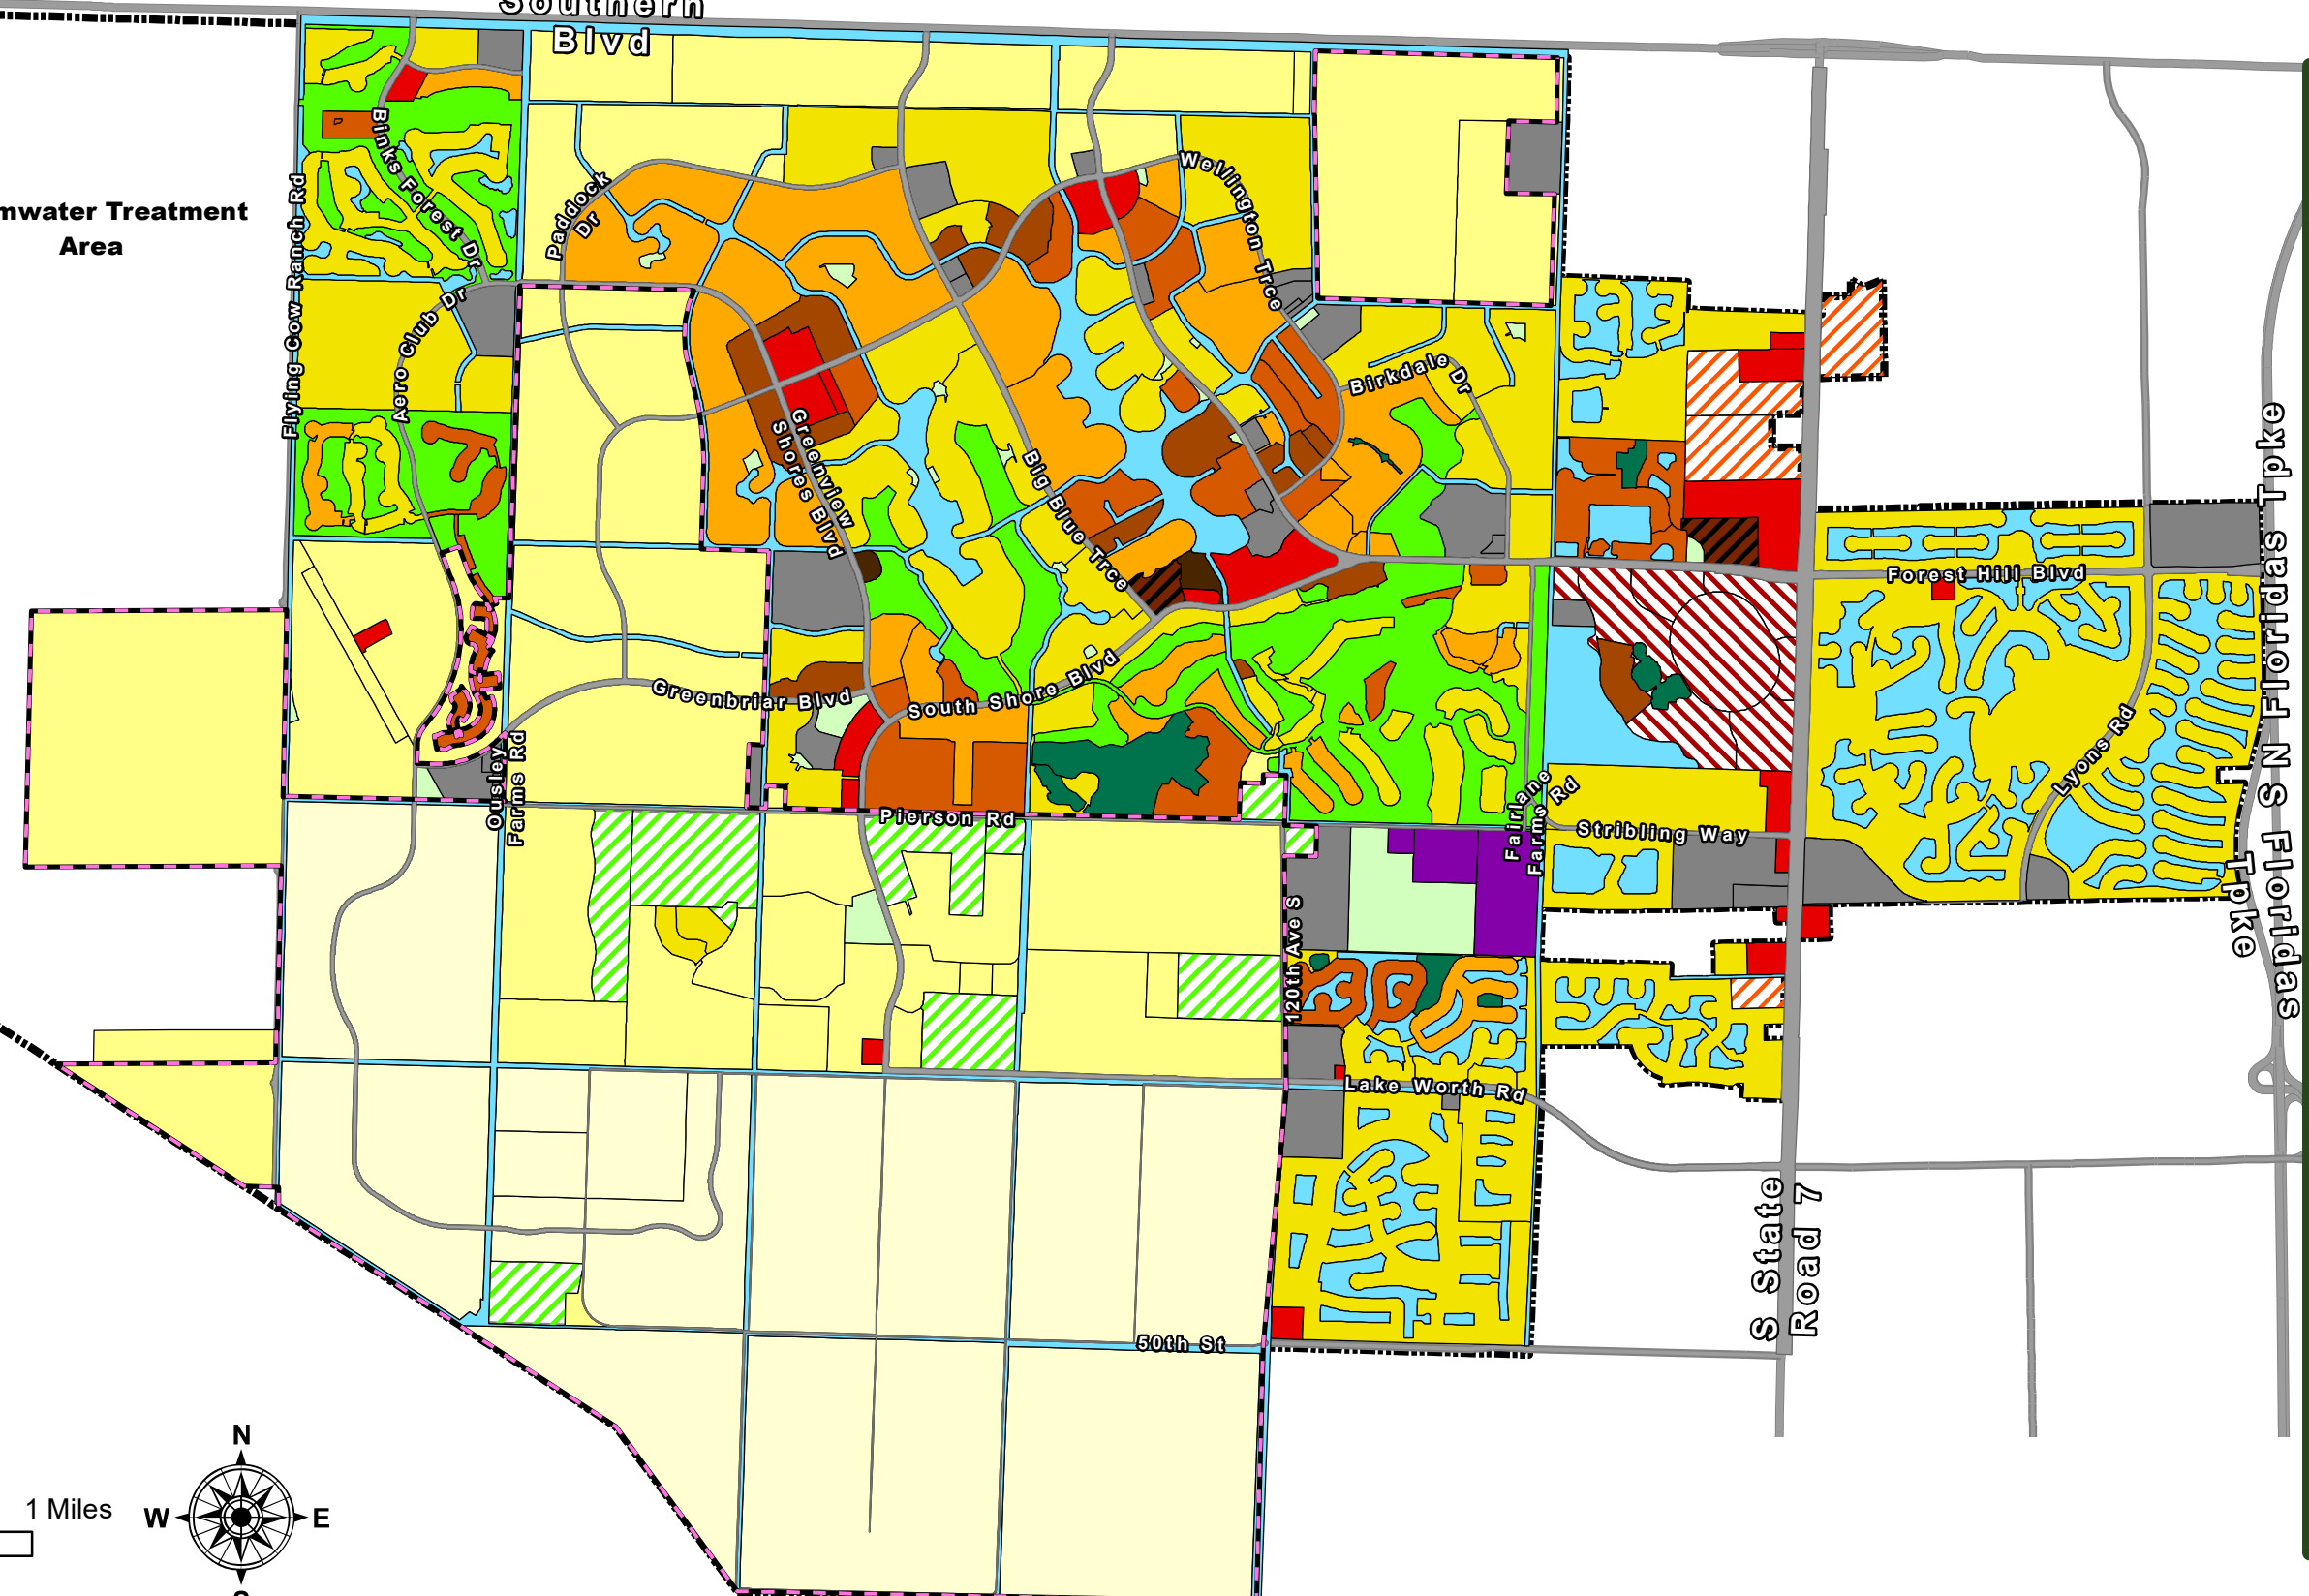 Southern
Blvd
mwater Treatment
Area
Binks Forest Dr
Flying Cow Ranch Rd
Paddock
Dr
Wellington Trce
Aero Club Dr
Birkdale Dr
Greenview
Shores Blvd
Big Blue Trce
Forest Hill Blvd
S N Floridas Tpke
Greenbriar Blvd
South Shore Blvd
Lyons Rd
Ousley
Farms Rd
Pierson Rd
Fairlane
Farms Rd
Stribling Way
S N Floridas
Tpke
120th Ave S
Lake Worth Rd
S State
Road 7
50th St
1 Miles
N
W
E
S